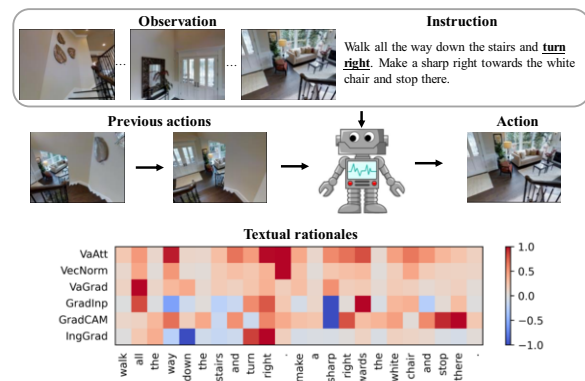 Observation
Instruction
... ...
Walk all the way down the stairs and turn
right. Make a sharp right towards the white
chair and stop there.
Previous actions
Action
Textual rationales
VaAtt
VecNorm
VaGrad
GradInp
GradCAM
IngGrad
1.0
0.5
0.0
−0.5
−1.0
walk
all
the
way
down
the
stairs
and
turn
right
.
make
a
sharp
right
wards
the
white
chair
and
stop
there
.